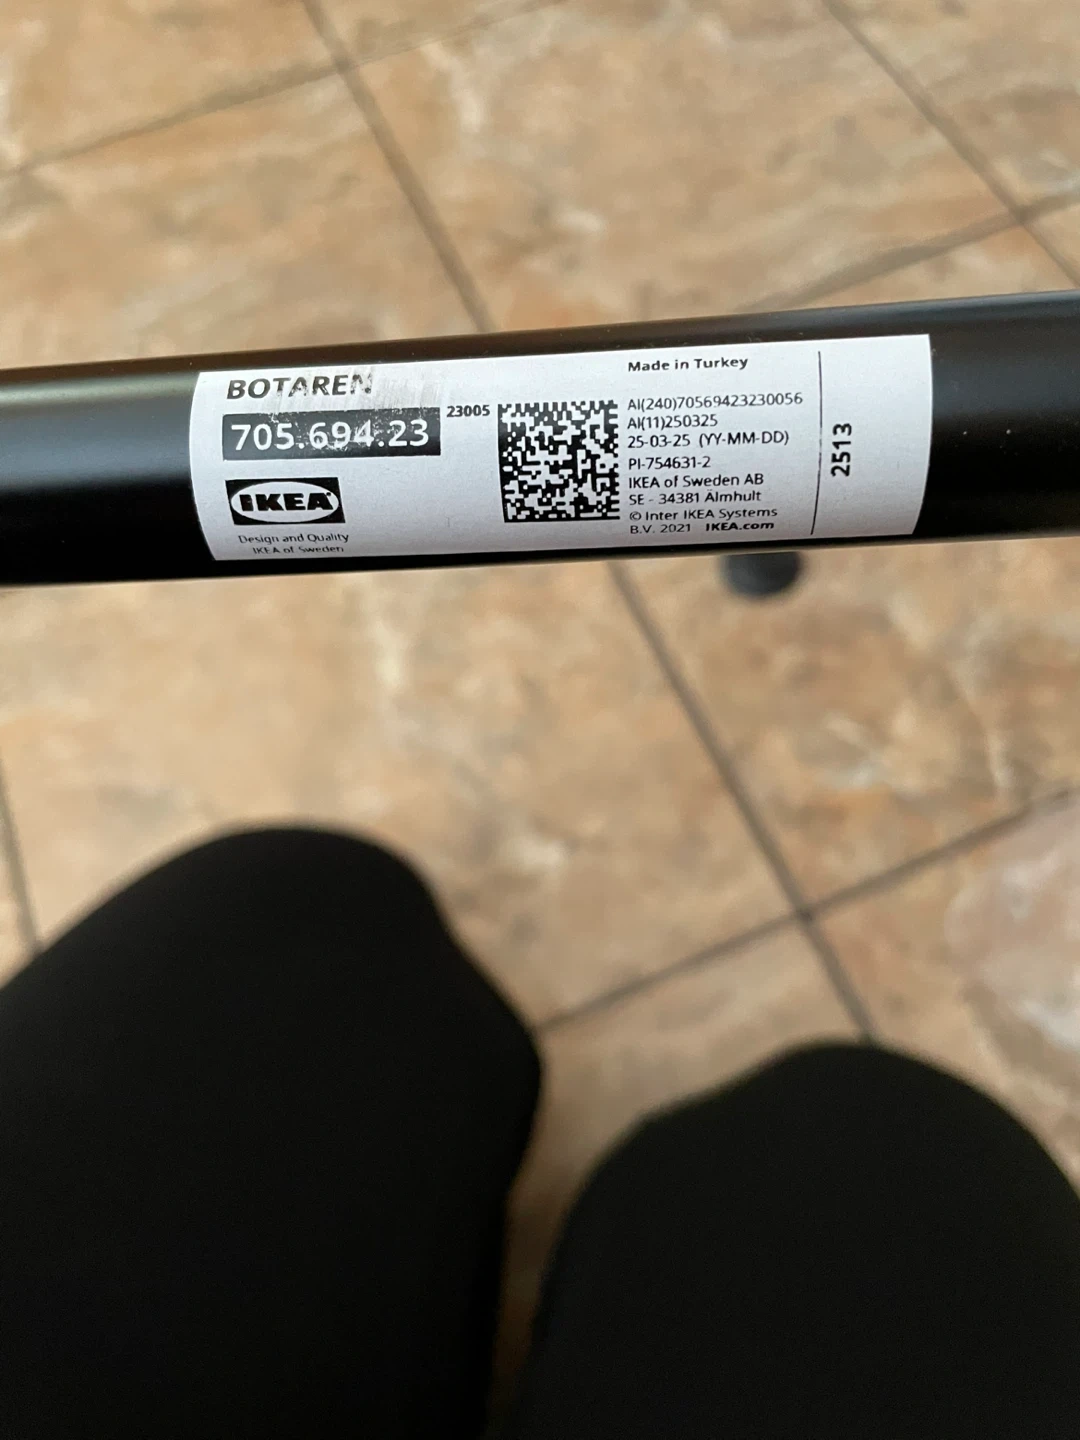 BOTAREN
705.694.23
23005
IKEA
Design and Quality
IKEA of Sweden
Made in Turkey
AI(240)70569423230056
AI(11)250325
25-03-25 (YY-MM-DD)
PI-754631-2
IKEA of Sweden AB
SE - 34381 Älmhult
© Inter IKEA Systems
B.V. 2021 IKEA.com
2513